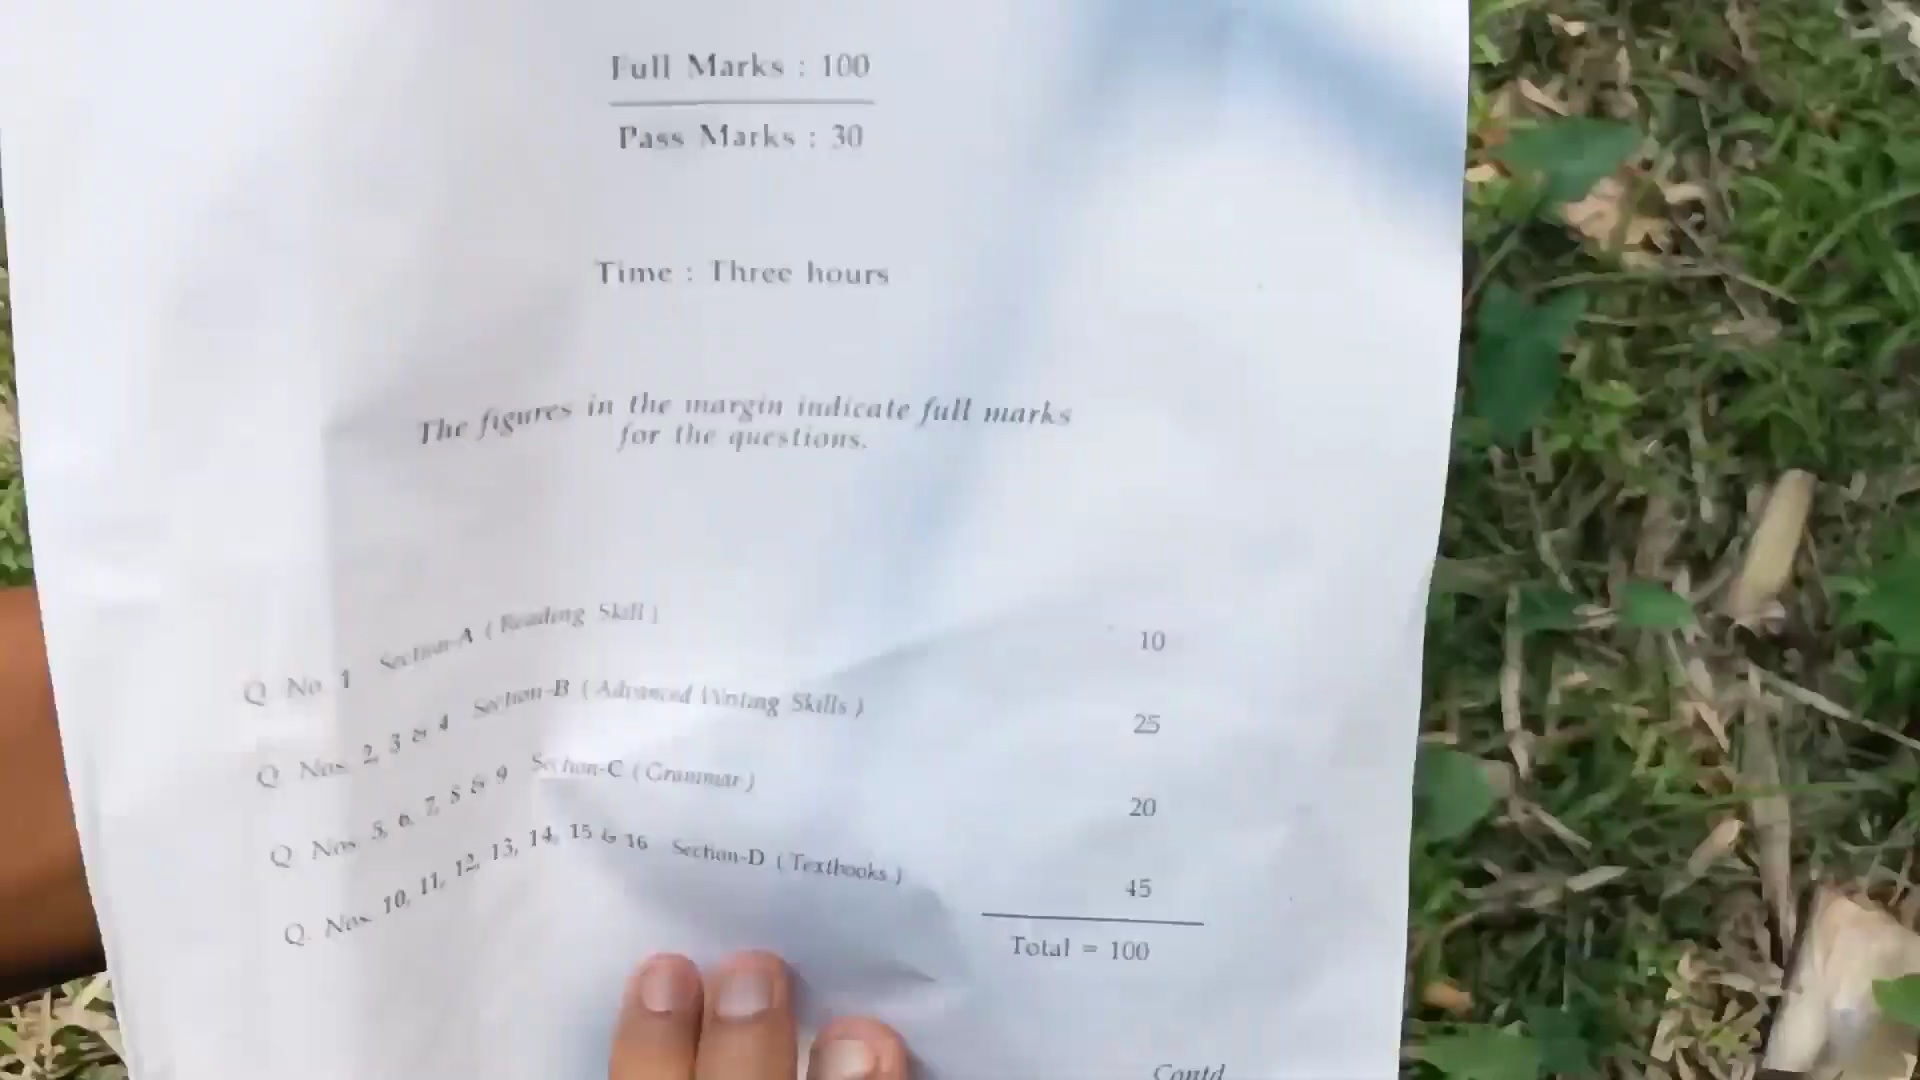 Full Marks : 100
Pass Marks : 30
Time : Three hours
The figures in the margin indicate full marks
for the questions.
Q. No. 1 Section-A ( Reading Skill ) 10
Q. Nos. 2, 3 & 4 Section-B ( Advanced Writing Skills ) 25
Q. Nos. 5, 6, 7, 8 & 9 Section-C ( Grammar ) 20
Q. Nos. 10, 11, 12, 13, 14, 15 & 16 Section-D ( Textbooks ) 45
Total = 100
Contd